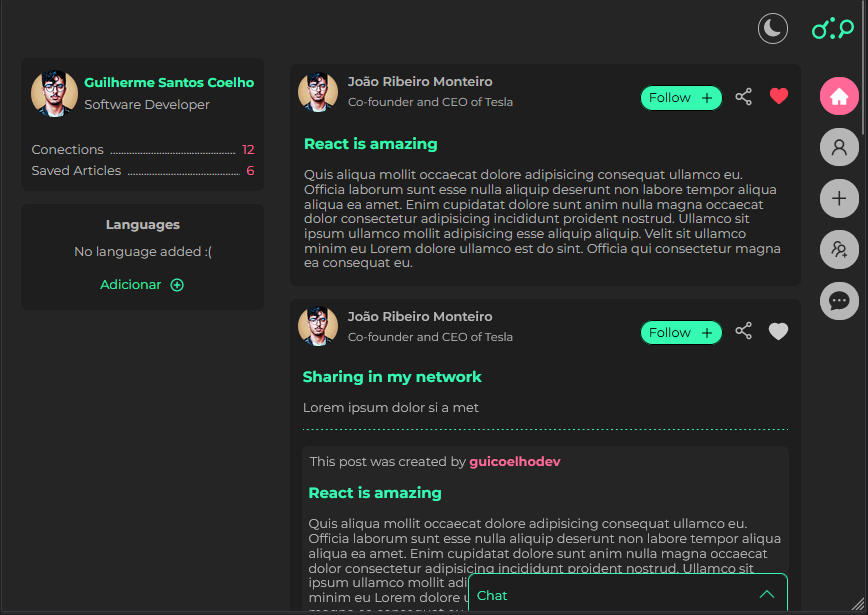 Guilherme Santos Coelho
Software Developer
Conections 12
Saved Articles 6
Languages
No language added :(
Adicionar
João Ribeiro Monteiro
Co-founder and CEO of Tesla
Follow +
React is amazing
Quis aliqua mollit occaecat dolore adipisicing consequat ullamco eu.
Officia laborum sunt esse nulla aliquip deserunt non labore tempor aliqua
aliqua ea amet. Enim cupidatat dolore sunt anim nulla magna occaecat
dolor consectetur adipisicing incididunt proident nostrud. Ullamco sit
ipsum ullamco mollit adipisicing esse aliquip aliquip. Velit sit ullamco
minim eu Lorem dolore ullamco est do sint. Officia qui consectetur magna
ea consequat eu.
João Ribeiro Monteiro
Co-founder and CEO of Tesla
Follow +
Sharing in my network
Lorem ipsum dolor si a met
This post was created by guicoelhodev
React is amazing
Quis aliqua mollit occaecat dolore adipisicing consequat ullamco eu.
Officia laborum sunt esse nulla aliquip deserunt non labore tempor aliqua
aliqua ea amet. Enim cupidatat dolore sunt anim nulla magna occaecat
dolor consectetur adipisicing incididunt proident nostrud. Ullamco sit
ipsum ullamco mollit adi
minim eu Lorem dolore u
Chat